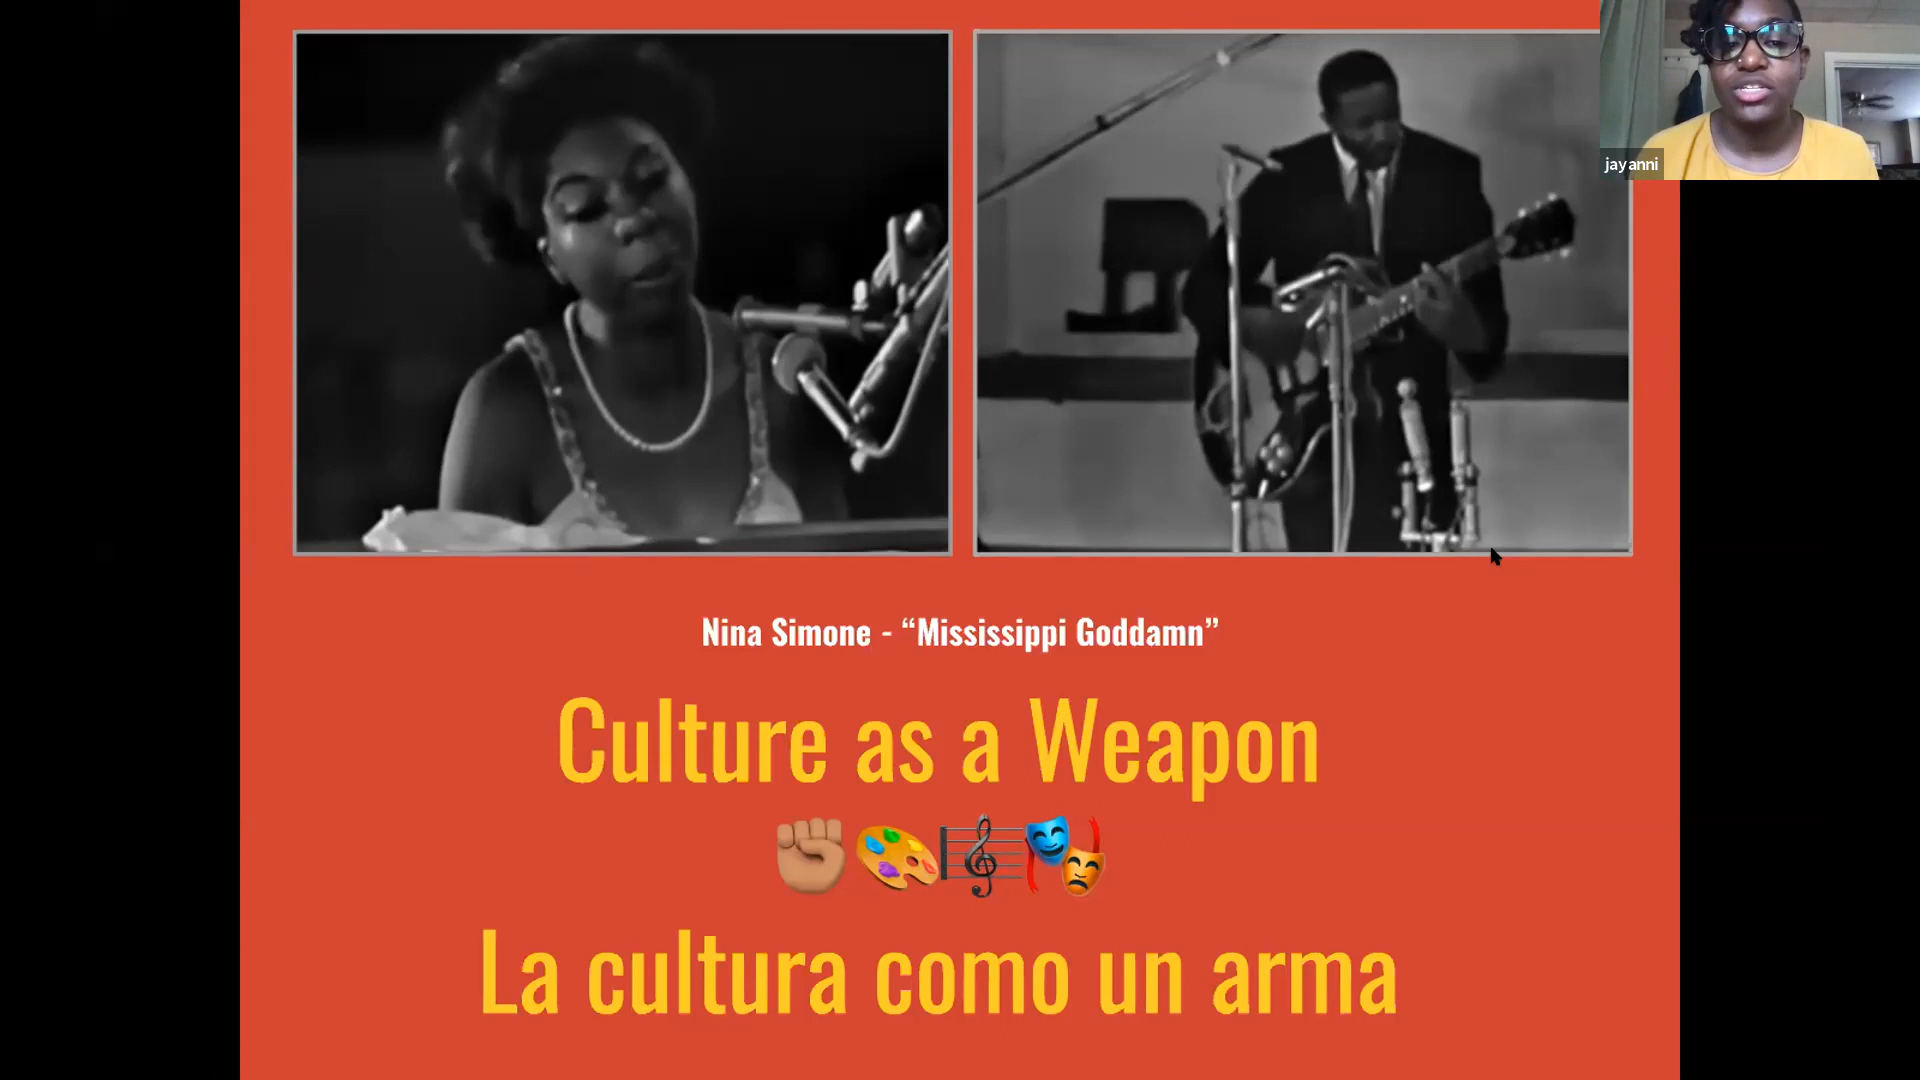 jayanni
Nina Simone - “Mississippi Goddamn”
Culture as a Weapon
La cultura como un arma